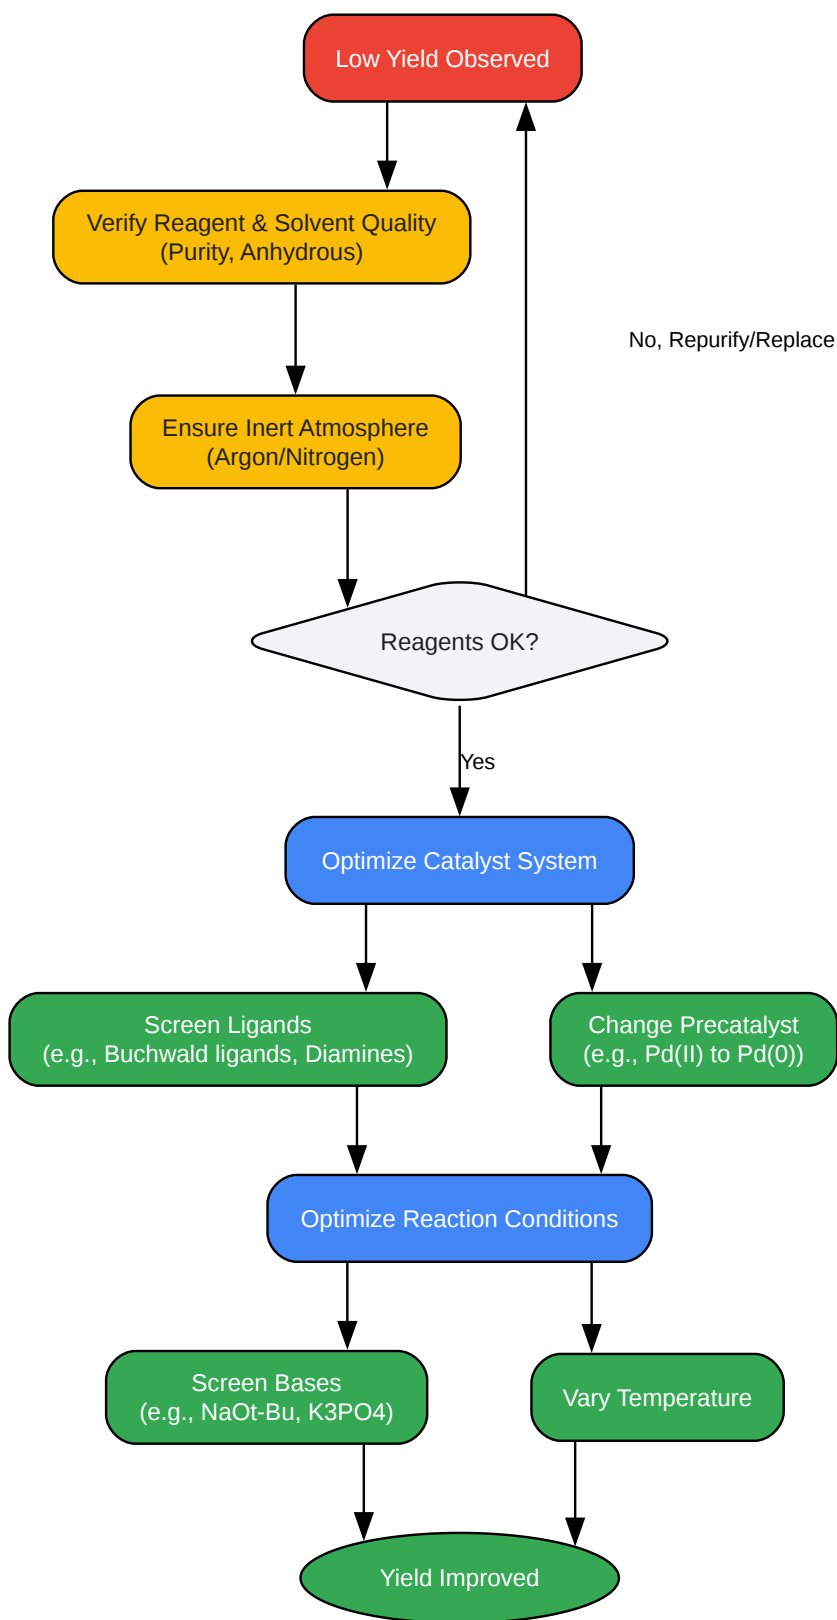 Low Yield Observed
Verify Reagent & Solvent Quality
(Purity, Anhydrous)
No, Repurify/Replace
Ensure Inert Atmosphere
(Argon/Nitrogen)
Reagents OK?
Yes
Optimize Catalyst System
Screen Ligands
(e.g., Buchwald ligands, Diamines)
Change Precatalyst
(e.g., Pd(II) to Pd(0))
Optimize Reaction Conditions
Screen Bases
(e.g., NaOt-Bu, K3PO4)
Vary Temperature
Yield Improved